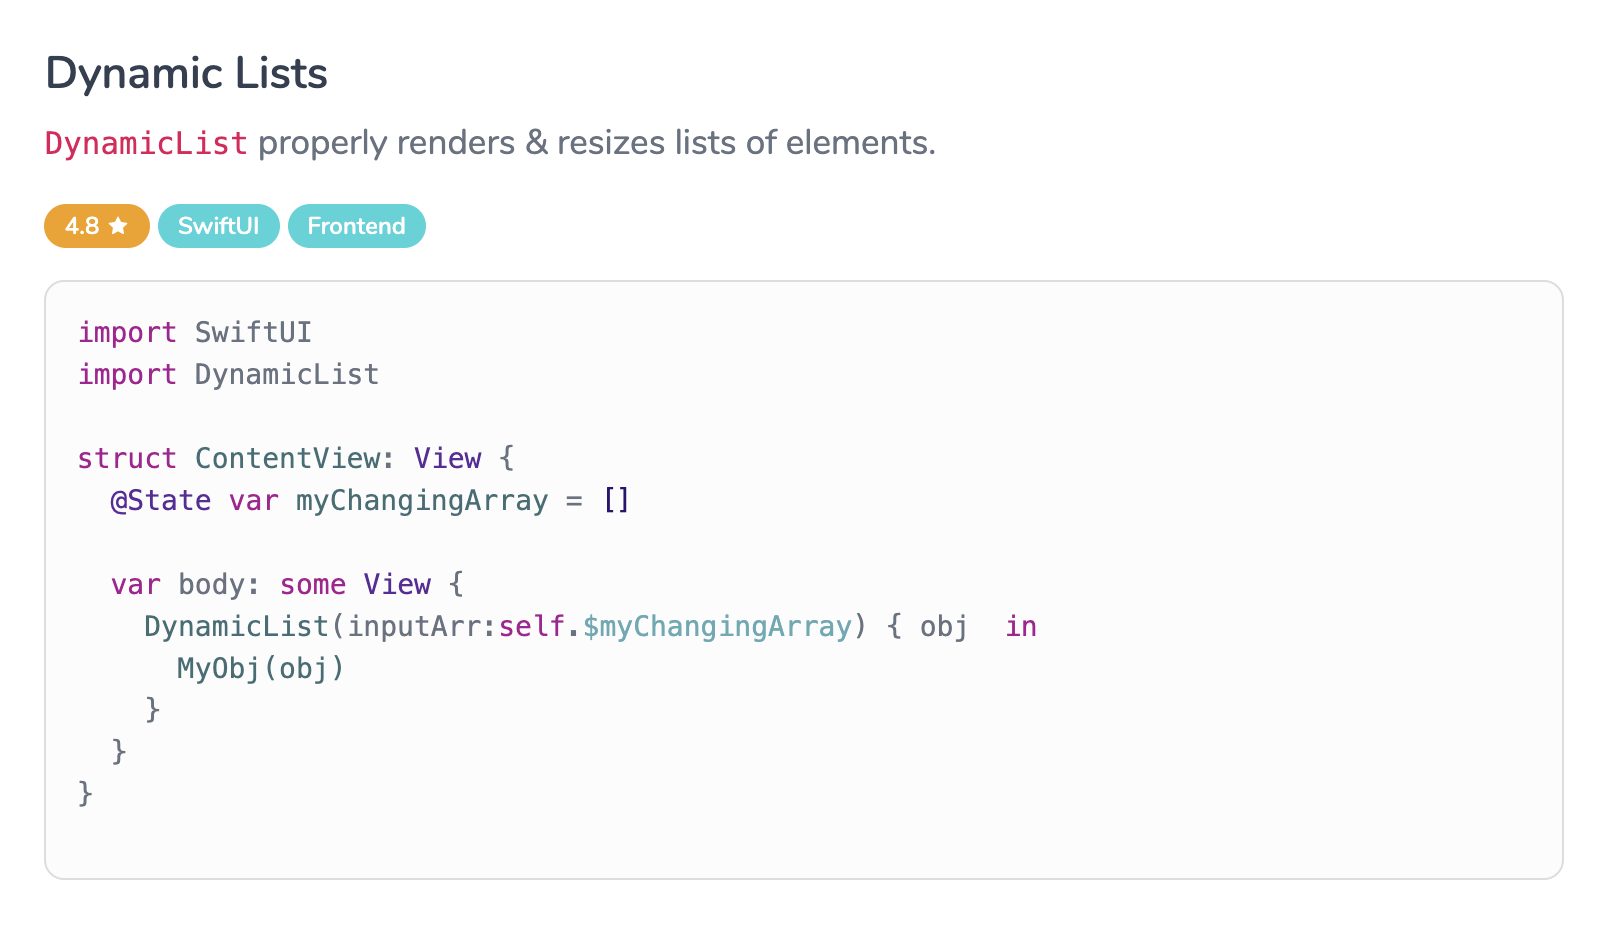 Dynamic Lists
DynamicList properly renders & resizes lists of elements.
4.8 ★ SwiftUI Frontend
import SwiftUI
import DynamicList
struct ContentView: View {
  @State var myChangingArray = []
  var body: some View {
    DynamicList(inputArr:self.$myChangingArray) { obj  in
      MyObj(obj)
    }
  }
}